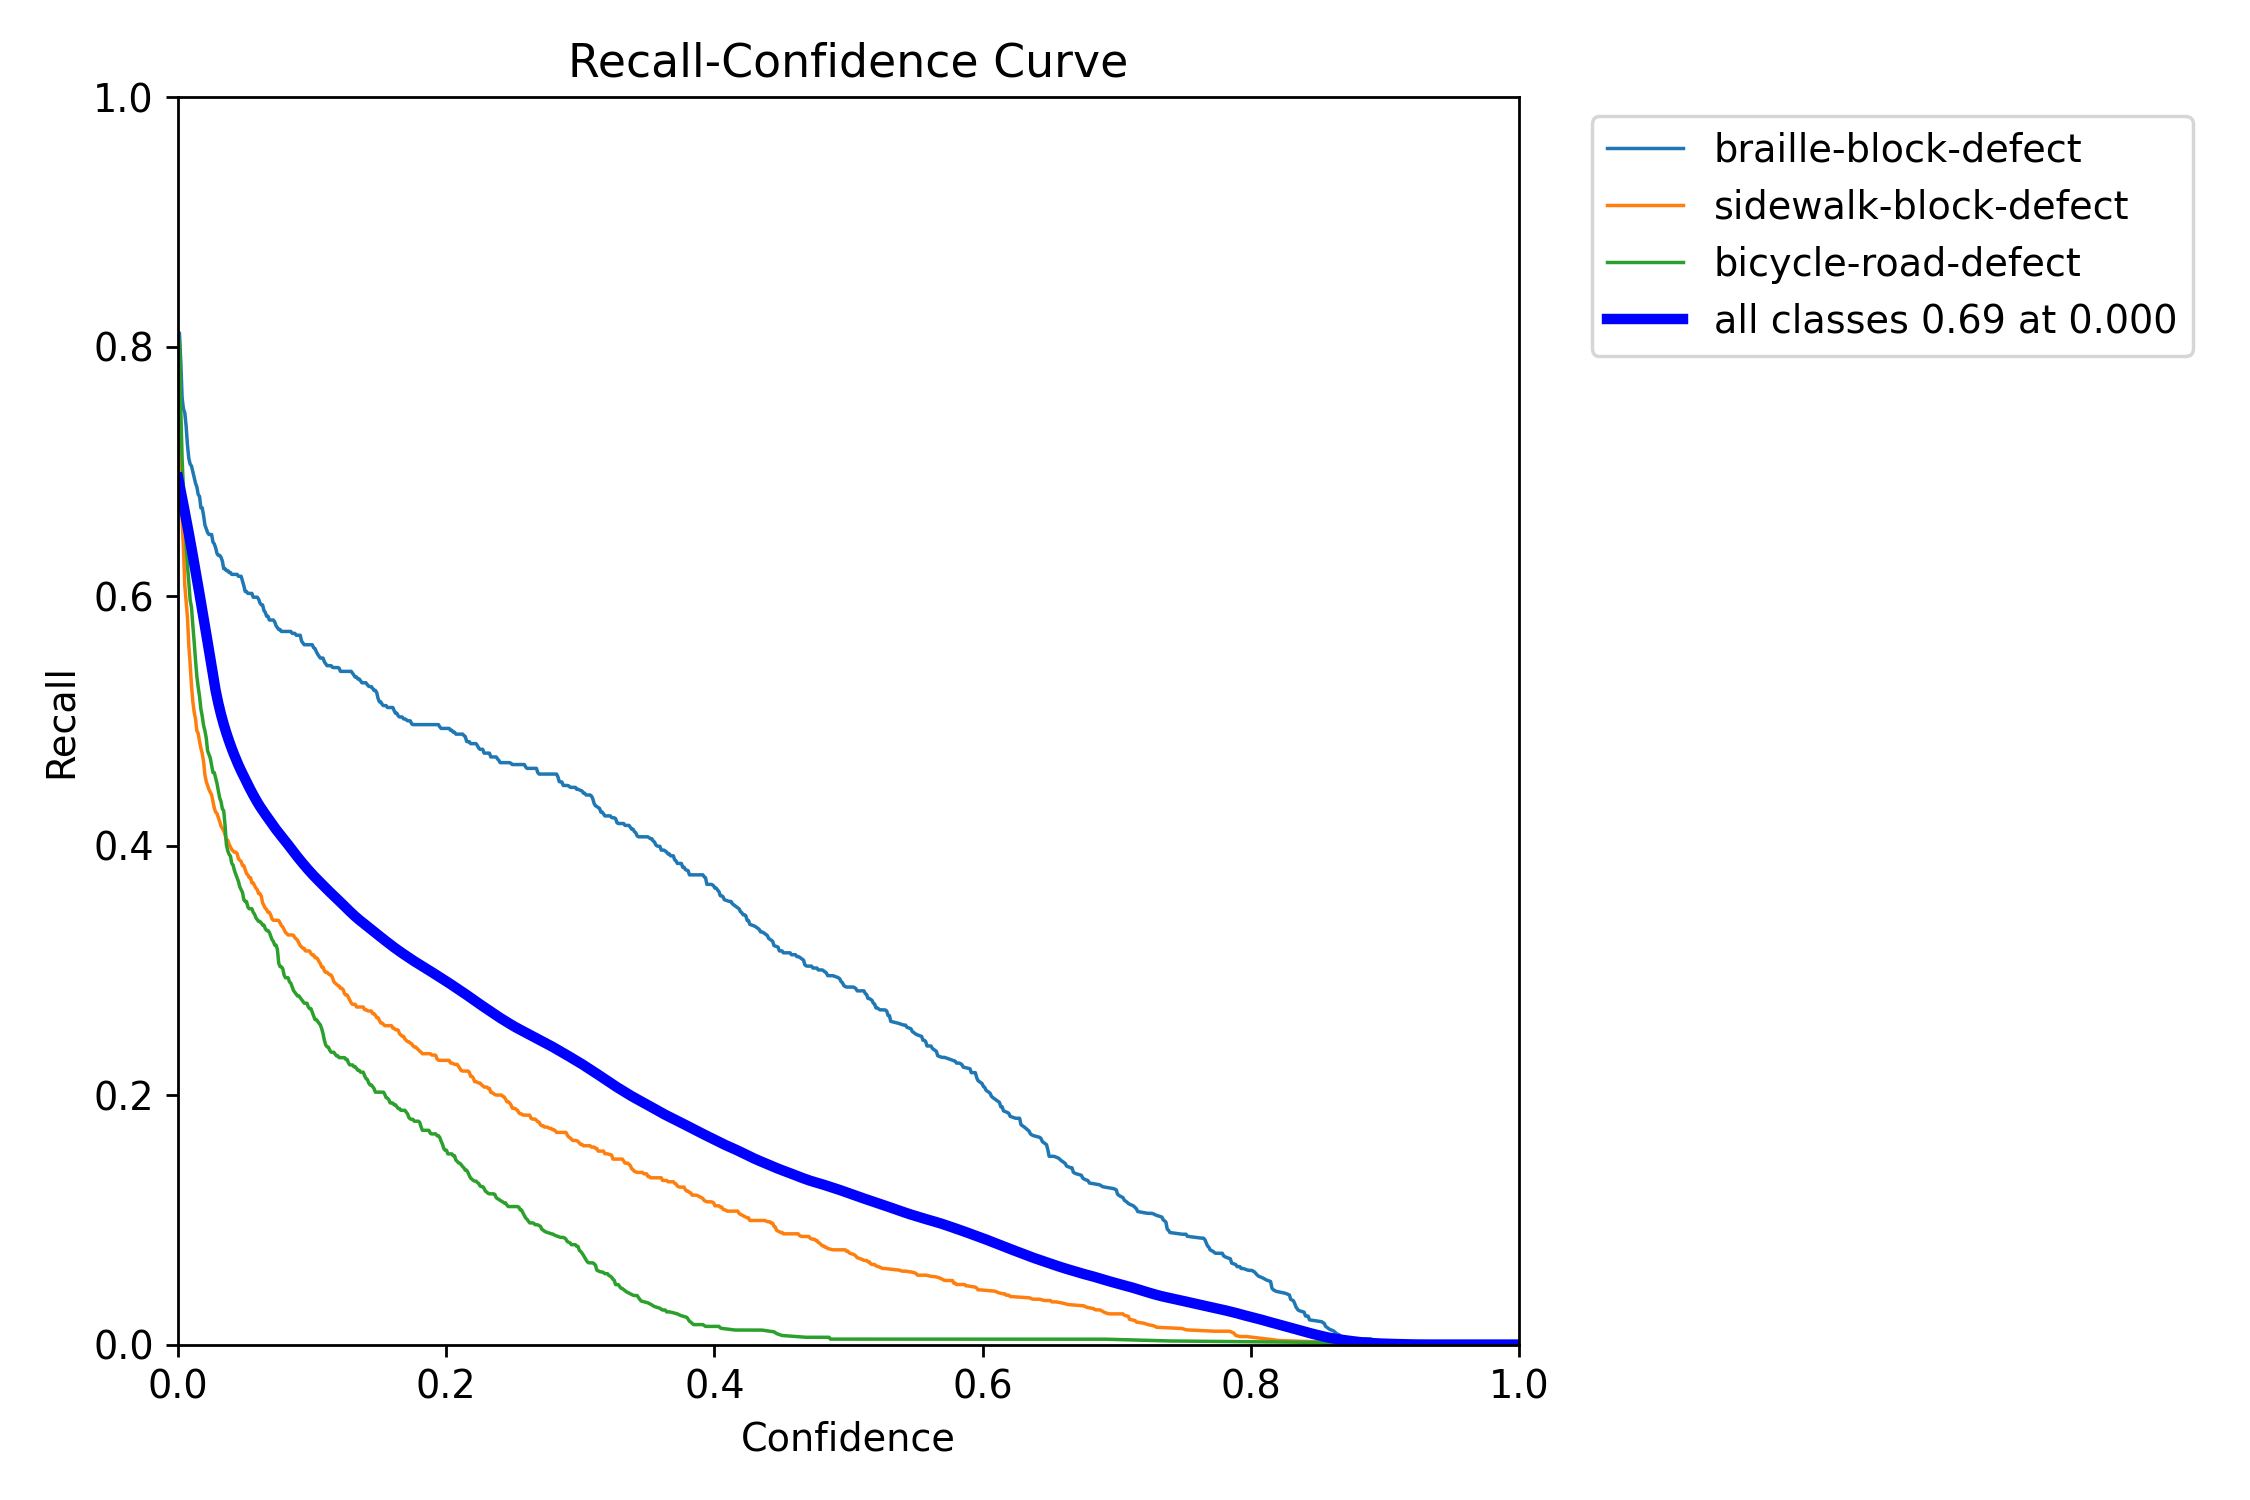 Recall-Confidence Curve
1.0
0.8
0.6
0.4
0.2
0.0
Recall
0.0 0.2 0.4 0.6 0.8 1.0
Confidence
braille-block-defect
sidewalk-block-defect
bicycle-road-defect
all classes 0.69 at 0.000